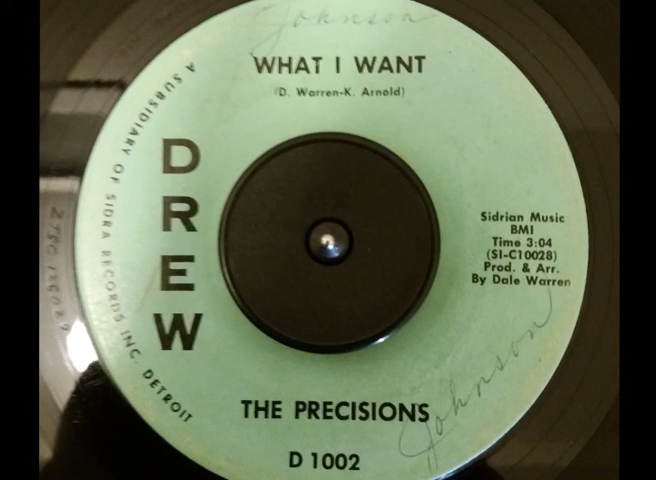 Johnson
WHAT I WANT
(D. Warren-K. Arnold)
A SUBSIDIARY OF SIDRA RECORDS INC. DETROIT
DREW
Sidrian Music
BMI
Time 3:04
(SI-C10028)
Prod. & Arr.
By Dale Warren
THE PRECISIONS
Johnson
D 1002